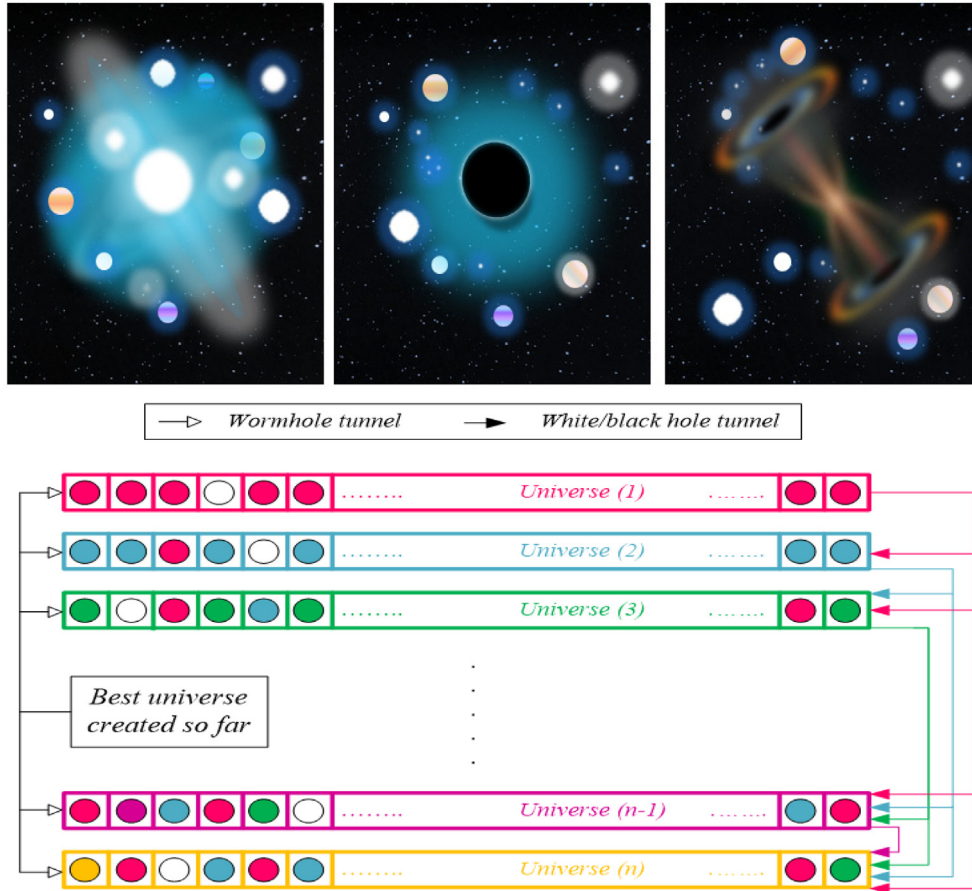 Wormhole tunnel White/black hole tunnel
........ Universe (1) ........
........ Universe (2) ........
........ Universe (3) ........
Best universe
created so far
........ Universe (n-1) ........
........ Universe (n) ........